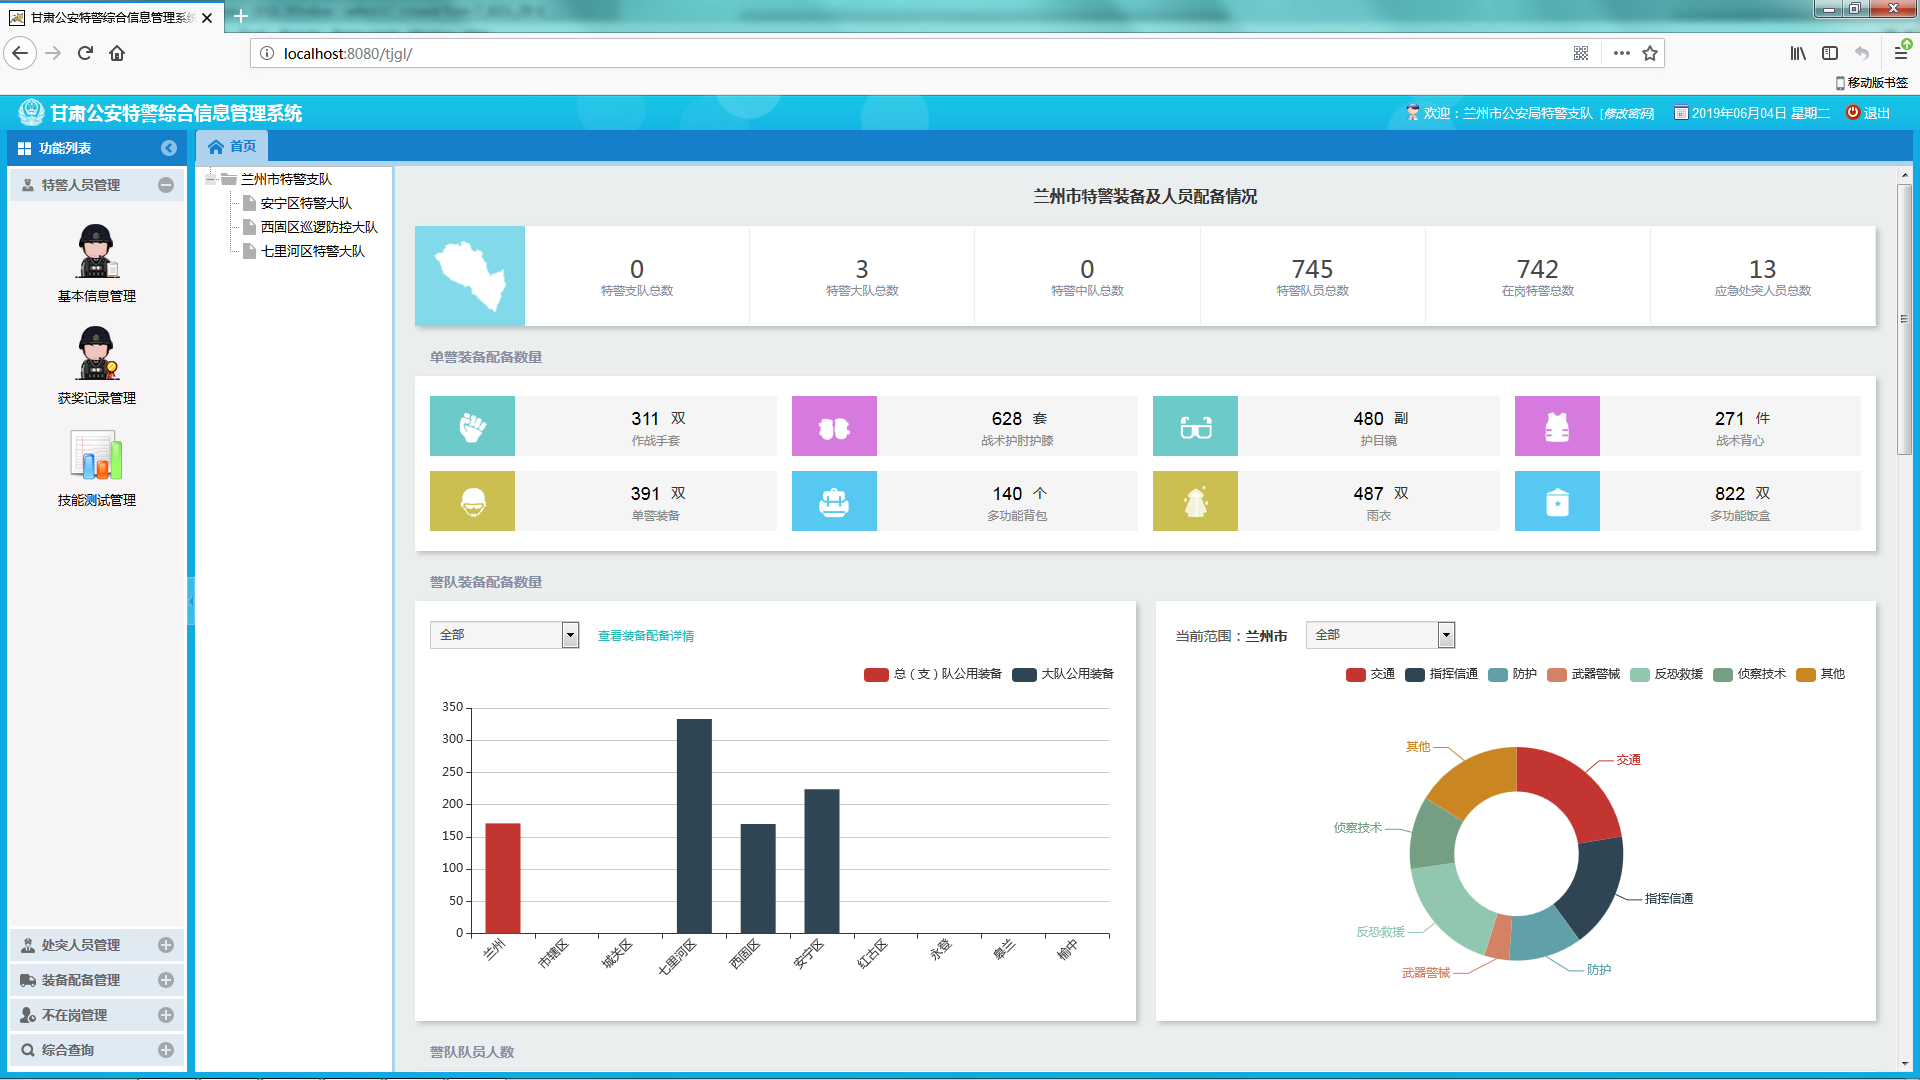 甘肃公安特警综合信息管理系统
localhost:8080/tjgl/
移动版书签
甘肃公安特警综合信息管理系统
欢迎：兰州市公安局特警支队 [修改密码] 2019年06月04日 星期二 退出
功能列表
首页
特警人员管理
基本信息管理
获奖记录管理
技能测试管理
处突人员管理
装备配备管理
不在岗管理
综合查询
兰州市特警支队
安宁区特警大队
西固区巡逻防控大队
七里河区特警大队
兰州市特警装备及人员配备情况
0 3 0 745 742 13
特警支队总数 特警大队总数 特警中队总数 特警队员总数 在岗特警总数 应急处突人员总数
单警装备配备数量
311 双 628 套 480 副 271 件
作战手套 战术护肘护膝 护目镜 战术背心
391 双 140 个 487 双 822 双
单警装备 多功能背包 雨衣 多功能饭盒
警队装备配备数量
全部 查看装备配备详情
总（支）队公用装备 大队公用装备
350
300
250
200
150
100
50
0
兰州 市辖区 城关区 七里河区 西固区 安宁区 红古区 永登 皋兰 榆中
当前范围：兰州市 全部
交通 指挥信通 防护 武器警械 反恐救援 侦察技术 其他
其他
交通
侦察技术
指挥信通
反恐救援
防护
武器警械
警队队员人数